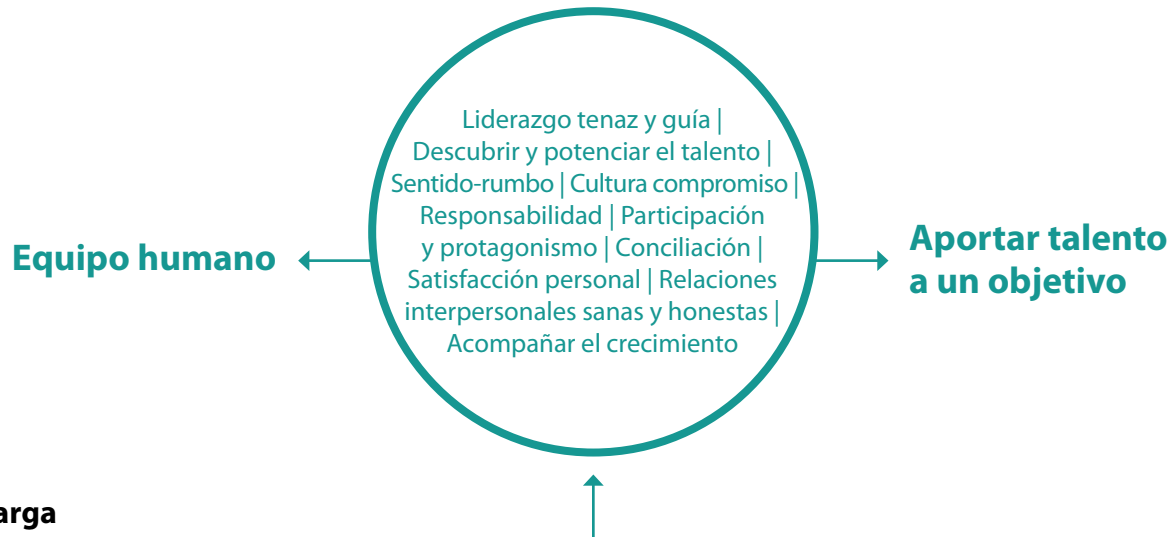 Liderazgo tenaz y guía |
Descubrir y potenciar el talento |
Sentido-rumbo | Cultura compromiso |
Responsabilidad | Participación
y protagonismo | Conciliación |
Satisfacción personal | Relaciones
interpersonales sanas y honestas |
Acompañar el crecimiento
Equipo humano
Aportar talento
a un objetivo